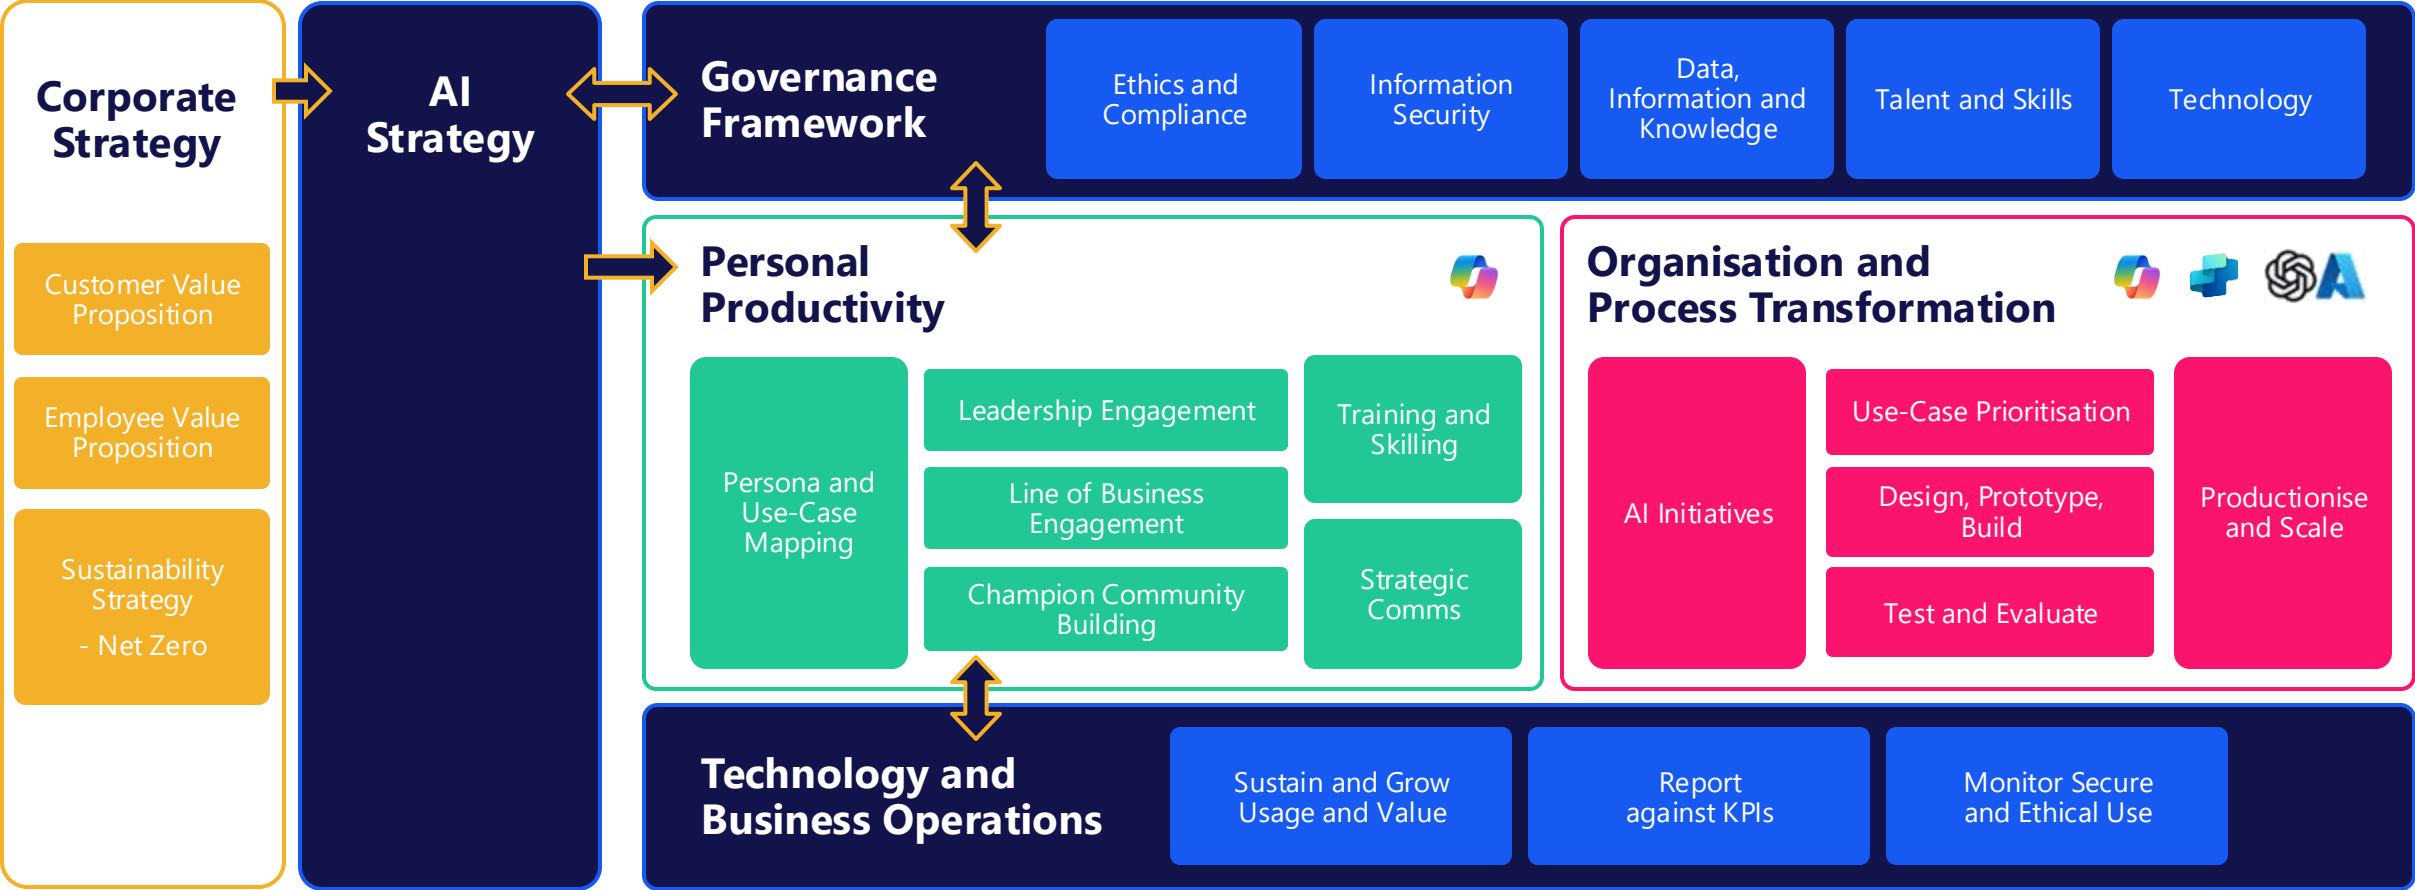 Corporate
Strategy
Customer Value
Proposition
Employee Value
Proposition
Sustainability
Strategy
- Net Zero
AI
Strategy
Governance
Framework
Ethics and
Compliance
Information
Security
Data,
Information and
Knowledge
Talent and Skills
Technology
Personal
Productivity
Persona and
Use-Case
Mapping
Leadership Engagement
Line of Business
Engagement
Champion Community
Building
Training and
Skilling
Strategic
Comms
Organisation and
Process Transformation
AI Initiatives
Use-Case Prioritisation
Design, Prototype,
Build
Test and Evaluate
Productionise
and Scale
Technology and
Business Operations
Sustain and Grow
Usage and Value
Report
against KPIs
Monitor Secure
and Ethical Use